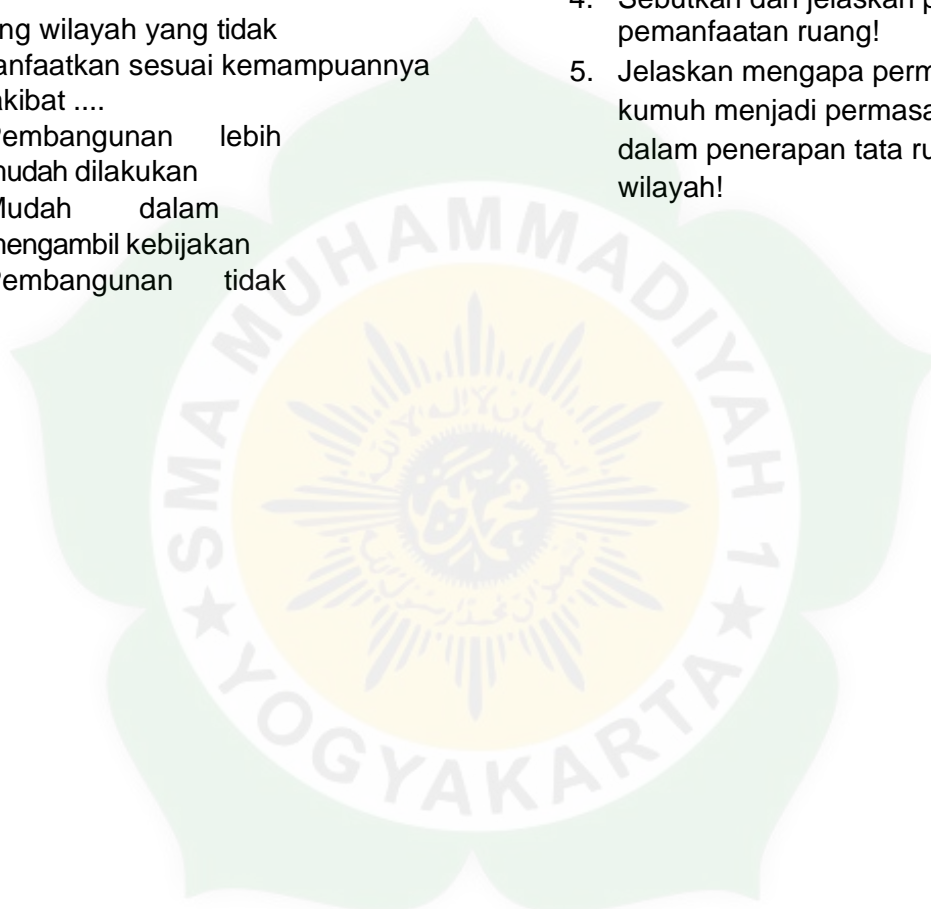 ng wilayah yang tidak
anfaatkan sesuai kemampuannya
akibat ....
Pembangunan lebih
mudah dilakukan
Mudah dalam
mengambil kebijakan
Pembangunan tidak
4. Sebutkan dan jelaskan p
pemanfaatan ruang!
5. Jelaskan mengapa perm
kumuh menjadi permasa
dalam penerapan tata ru
wilayah!
SMA MUHAMMADIYAH 1
YOGYAKARTA
محمد